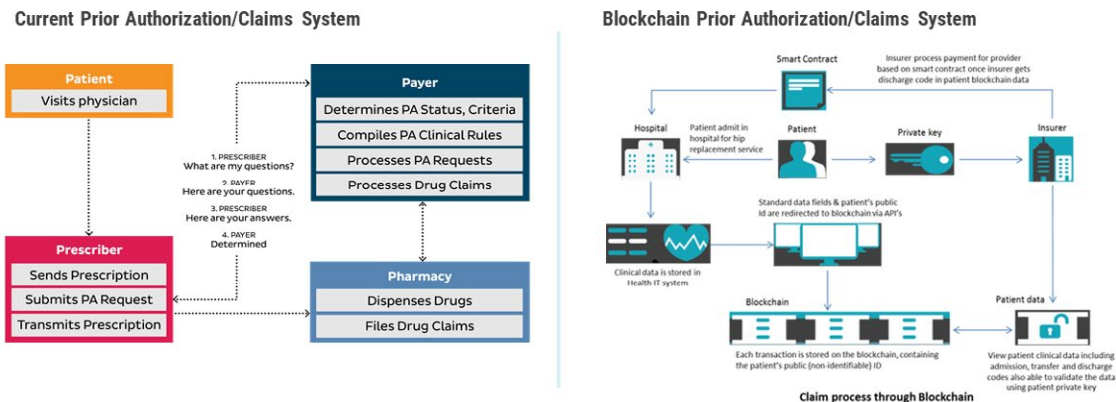 Current Prior Authorization/Claims System
Patient
Visits physician
Payer
Determines PA Status, Criteria
Compiles PA Clinical Rules
Processes PA Requests
Processes Drug Claims
1. PRESCRIBER
What are my questions?
2. PAYER
Here are your questions.
3. PRESCRIBER
Here are your answers.
4. PAYER
Determined
Prescriber
Sends Prescription
Submits PA Request
Transmits Prescription
Pharmacy
Dispenses Drugs
Files Drug Claims
Blockchain Prior Authorization/Claims System
Smart Contract
Insurer process payment for provider
based on smart contract once insurer gets
discharge code in patient blockchain data
Hospital
Patient admit in
hospital for hip
replacement service
Patient
Private key
Insurer
Standard data fields & patient's public
Id are redirected to blockchain via API's
Clinical data is stored in
Health IT system
Blockchain
Each transaction is stored on the blockchain, containing
the patient's public (non-identifiable) ID
Patient data
View patient clinical data including
admission, transfer and discharge
codes also able to validate the data
using patient private key
Claim process through Blockchain